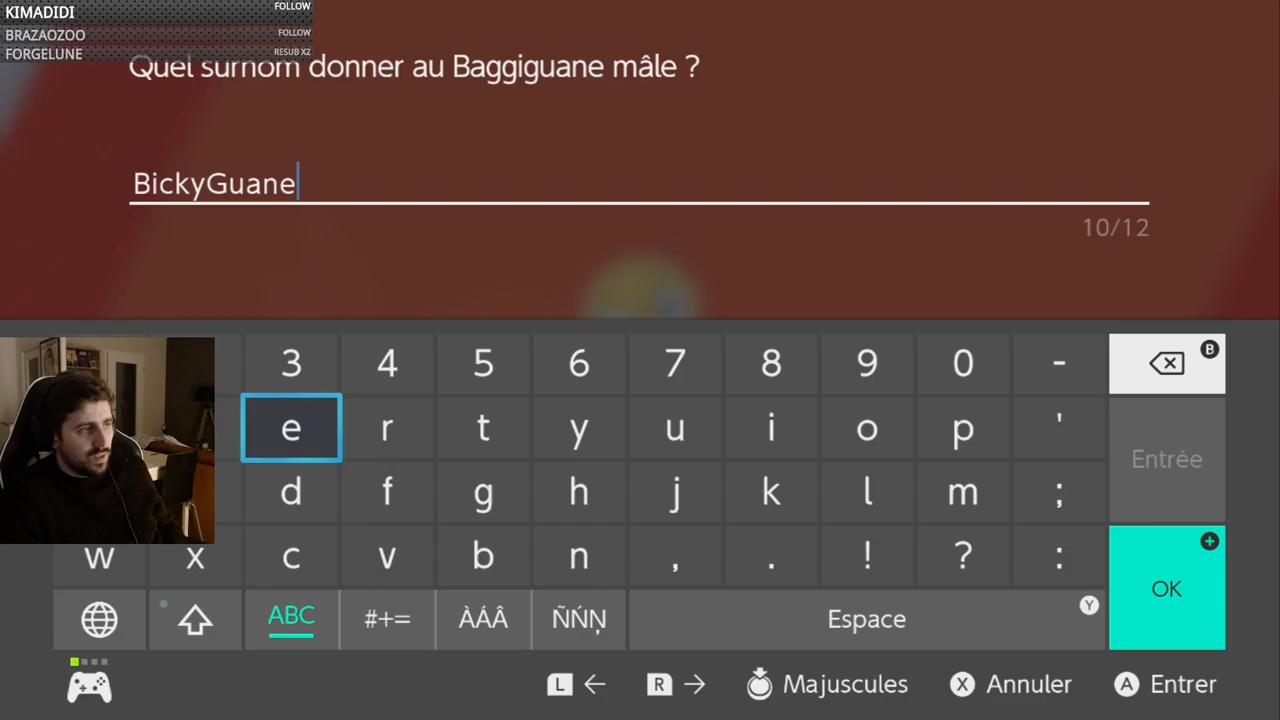 KIMADIDI FOLLOW
BRAZAOZOO FOLLOW
FORGELUNE RESUB X2
Quel surnom donner au Baggiguane mâle ?
BickyGuane
10/12
3 4 5 6 7 8 9 0 - B
e r t y u i o p ' Entrée
d f g h j k l m ;
w x c v b n , . ! ? : + OK
ABC #+= ÀÁÂ ÑŃŅ Espace Y
L ← R → Majuscules X Annuler A Entrer